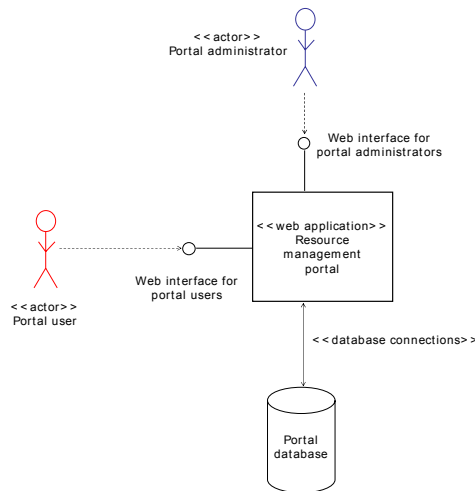 <<actor>>
Portal administrator
Web interface for
portal administrators
<<web application>>
Resource
management
portal
Web interface for
portal users
<<actor>>
Portal user
<<database connections>>
Portal
database